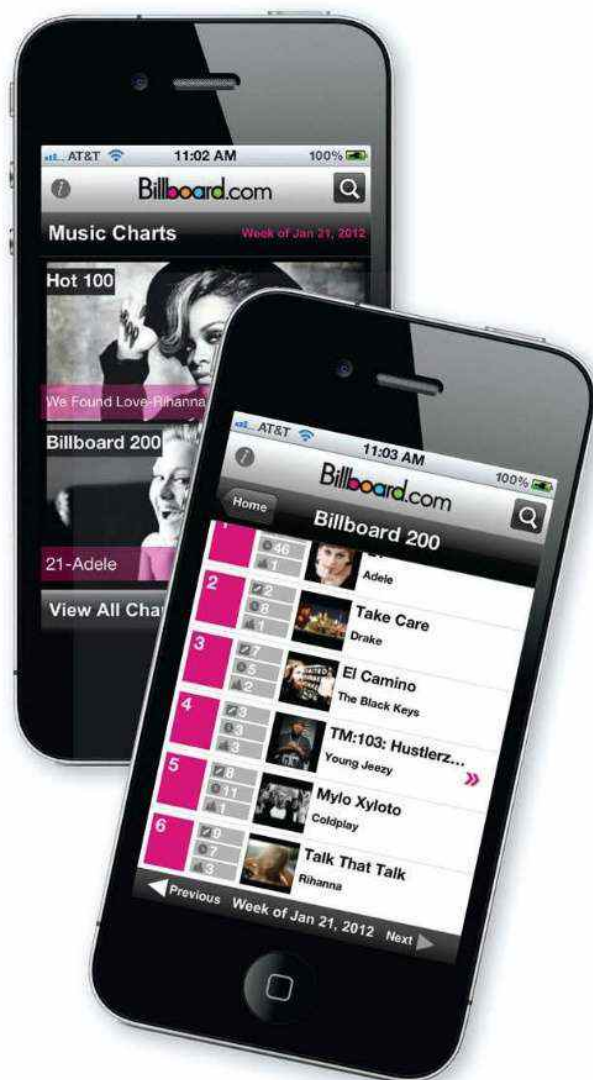 AT&T 11:02 AM 100%
i Billboard.com
Music Charts Week of Jan 21, 2012
Hot 100
We Found Love-Rihanna
Billboard 200
21-Adele
View All Cha
AT&T 11:03 AM 100%
i Billboard.com
Home Billboard 200
1
46
1
Adele
2
2
8
1
Take Care
Drake
3
7
5
2
El Camino
The Black Keys
4
3
3
3
TM:103: Hustlerz...
Young Jeezy
5
8
11
1
Mylo Xyloto
Coldplay
6
9
7
3
Talk That Talk
Rihanna
Previous Week of Jan 21, 2012 Next